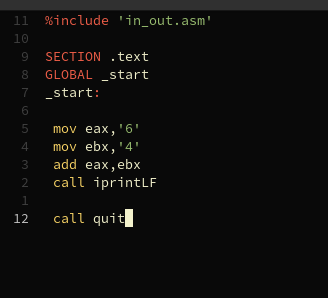 11 %include 'in_out.asm'
10
9 SECTION .text
8 GLOBAL _start
7 _start:
6
5 mov eax,'6'
4 mov ebx,'4'
3 add eax,ebx
2 call iprintLF
1
12 call quit